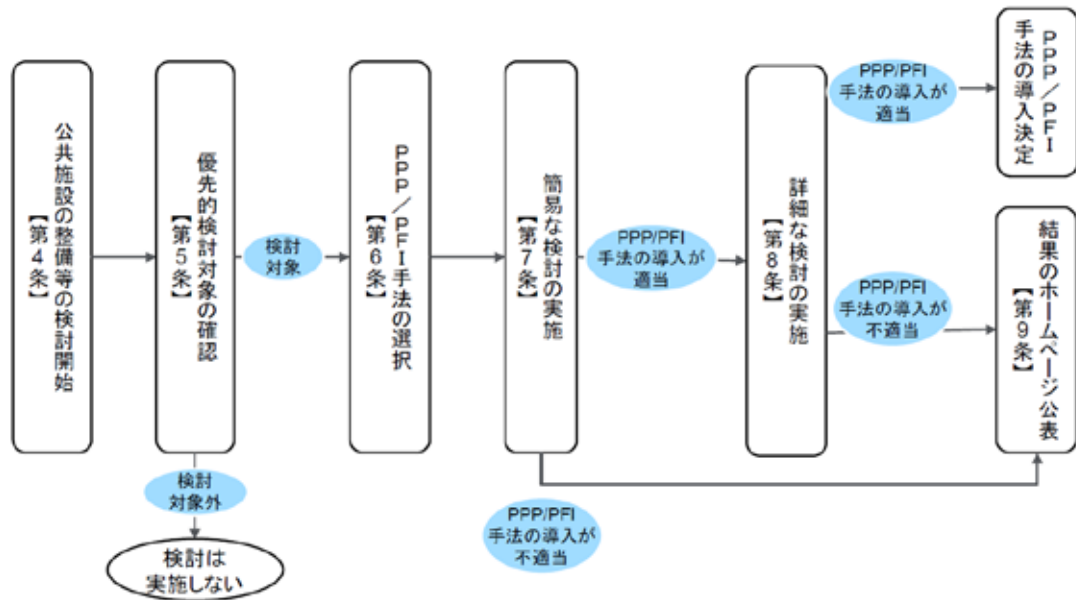 公共施設の整備等の検討開始
【第4条】
優先的検討対象の確認
【第5条】
検討
対象
検討
対象外
検討は
実施しない
PPP/PFI手法の選択
【第6条】
簡易な検討の実施
【第7条】
PPP/PFI
手法の導入が
適当
PPP/PFI
手法の導入が
不適当
詳細な検討の実施
【第8条】
PPP/PFI
手法の導入が
適当
PPP/PFI
手法の導入が
不適当
PPP/PFI
手法の導入決定
結果のホームページ公表
【第9条】